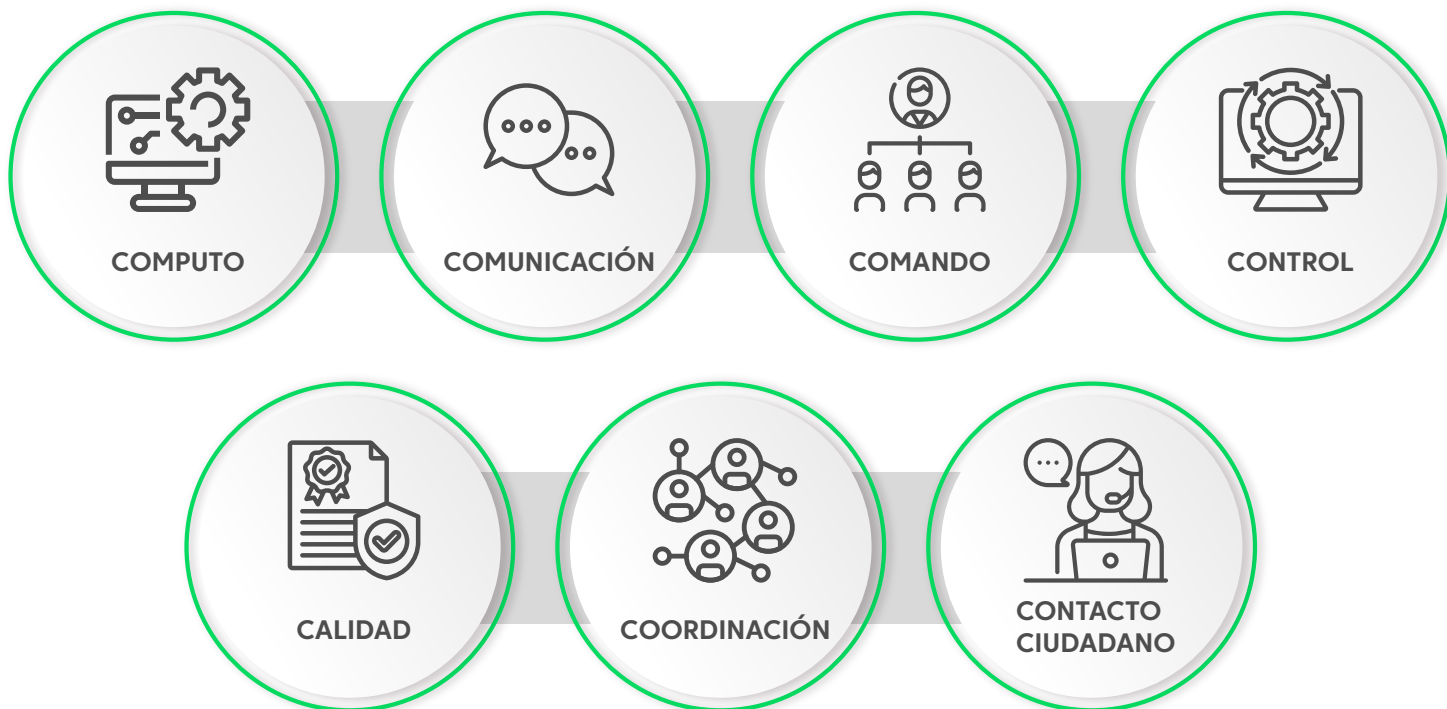 COMPUTO
COMUNICACIÓN
COMANDO
CONTROL
CALIDAD
COORDINACIÓN
CONTACTO
CIUDADANO